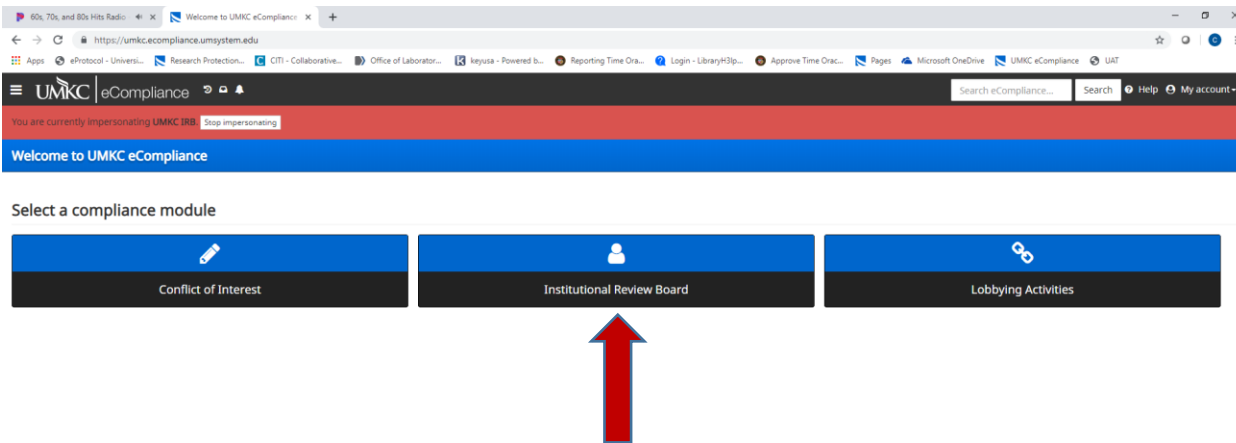 60s, 70s, and 80s Hits Radio
Welcome to UMKC eCompliance
https://umkc.ecompliance.umsystem.edu
Apps eProtocol - Universi... Research Protection... CITI - Collaborative... Office of Laborator... keyusa - Powered b... Reporting Time Ora... Login - LibraryH3lp... Approve Time Orac... Pages Microsoft OneDrive UMKC eCompliance UAT
UMKC eCompliance Search eCompliance... Search Help My account
You are currently impersonating UMKC IRB. Stop impersonating
Welcome to UMKC eCompliance
Select a compliance module
Conflict of Interest Institutional Review Board Lobbying Activities